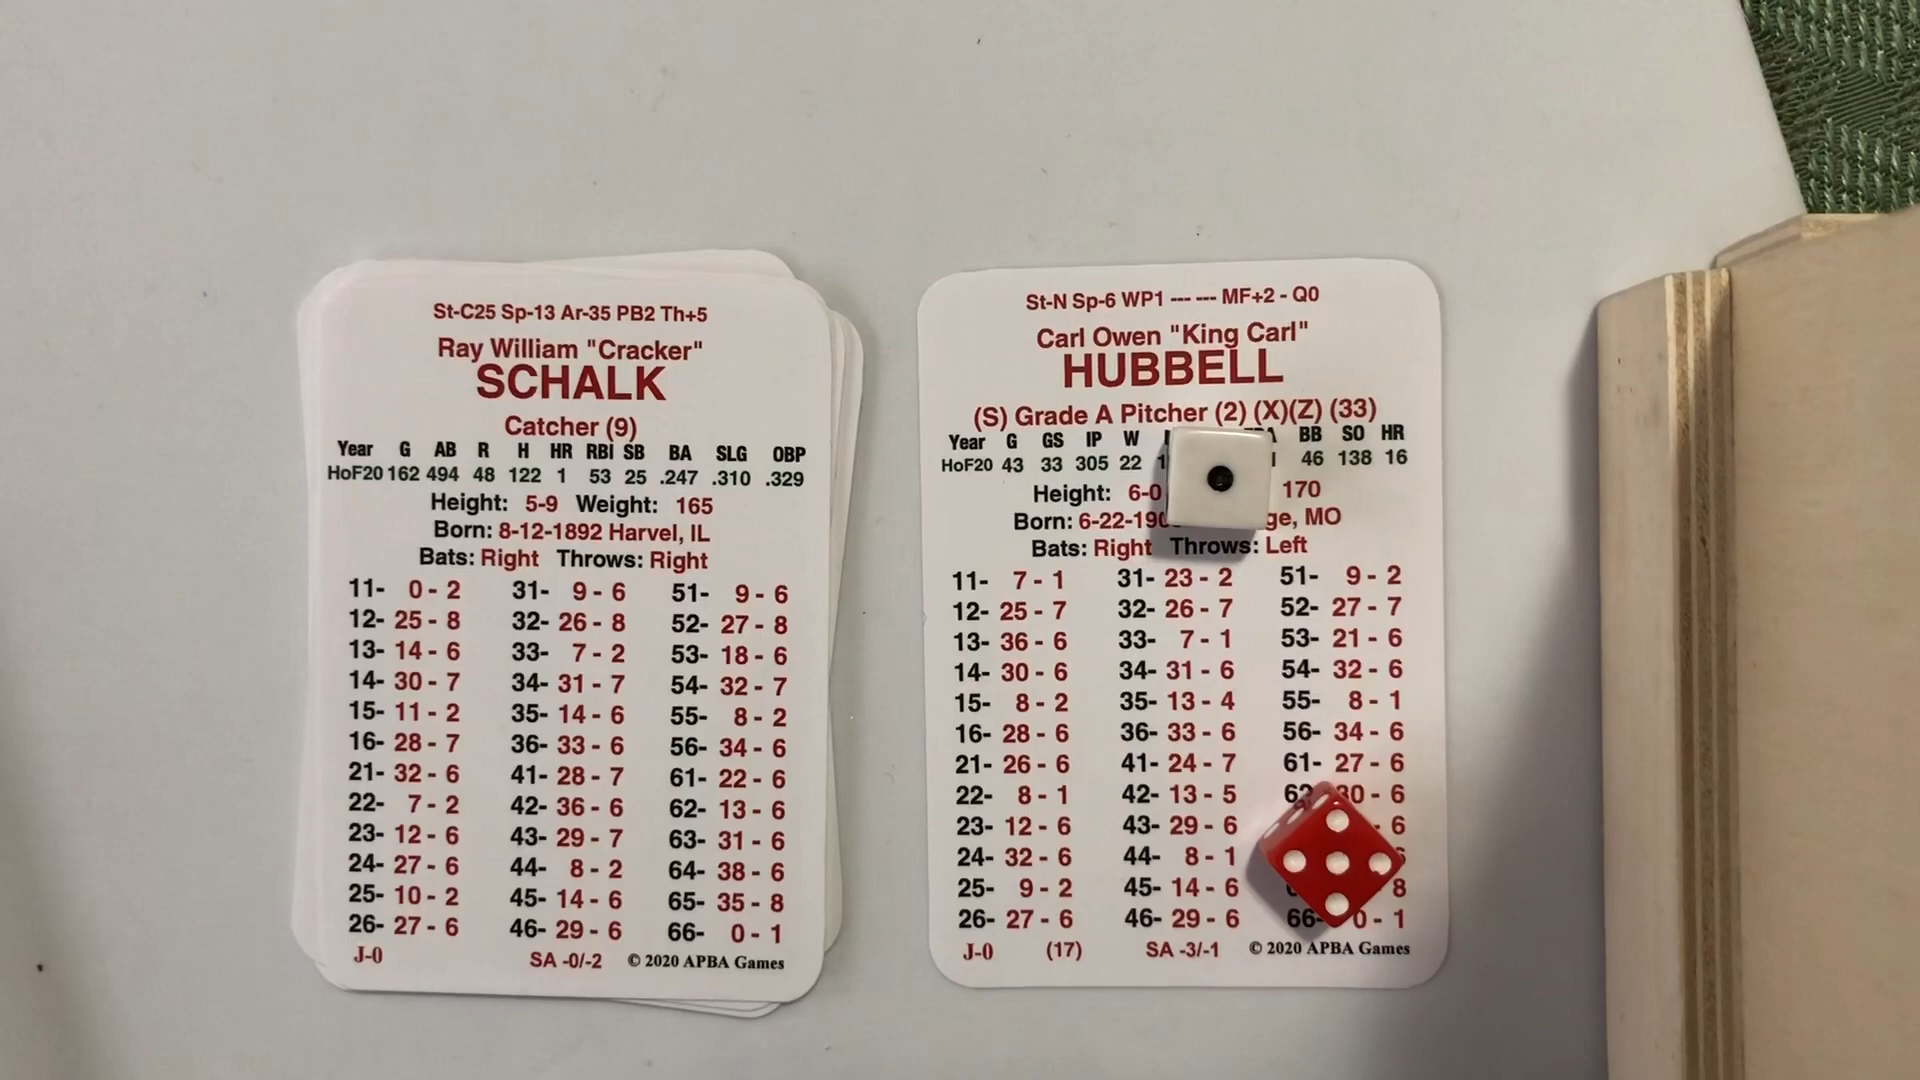 St-C25 Sp-13 Ar-35 PB2 Th+5
Ray William "Cracker"
SCHALK
Catcher (9)
Year G AB R H HR RBI SB BA SLG OBP
HoF20 162 494 48 122 1 53 25 .247 .310 .329
Height: 5-9 Weight: 165
Born: 8-12-1892 Harvel, IL
Bats: Right Throws: Right
11- 0 - 2 31- 9 - 6 51- 9 - 6
12- 25 - 8 32- 26 - 8 52- 27 - 8
13- 14 - 6 33- 7 - 2 53- 18 - 6
14- 30 - 7 34- 31 - 7 54- 32 - 7
15- 11 - 2 35- 14 - 6 55- 8 - 2
16- 28 - 7 36- 33 - 6 56- 34 - 6
21- 32 - 6 41- 28 - 7 61- 22 - 6
22- 7 - 2 42- 36 - 6 62- 13 - 6
23- 12 - 6 43- 29 - 7 63- 31 - 6
24- 27 - 6 44- 8 - 2 64- 38 - 6
25- 10 - 2 45- 14 - 6 65- 35 - 8
26- 27 - 6 46- 29 - 6 66- 0 - 1
J-0 SA -0/-2 © 2020 APBA Games
St-N Sp-6 WP1 --- --- MF+2 - Q0
Carl Owen "King Carl"
HUBBELL
(S) Grade A Pitcher (2) (X)(Z) (33)
Year G GS IP W BB SO HR
HoF20 43 33 305 22 46 138 16
Height: 6-0 170
Born: 6-22-19 MO
Bats: Right Throws: Left
11- 7 - 1 31- 23 - 2 51- 9 - 2
12- 25 - 7 32- 26 - 7 52- 27 - 7
13- 36 - 6 33- 7 - 1 53- 21 - 6
14- 30 - 6 34- 31 - 6 54- 32 - 6
15- 8 - 2 35- 13 - 4 55- 8 - 1
16- 28 - 6 36- 33 - 6 56- 34 - 6
21- 26 - 6 41- 24 - 7 61- 27 - 6
22- 8 - 1 42- 13 - 5 62- 30 - 6
23- 12 - 6 43- 29 - 6 - 6
24- 32 - 6 44- 8 - 1
25- 9 - 2 45- 14 - 6 8
26- 27 - 6 46- 29 - 6 66- 0 - 1
J-0 (17) SA -3/-1 © 2020 APBA Games